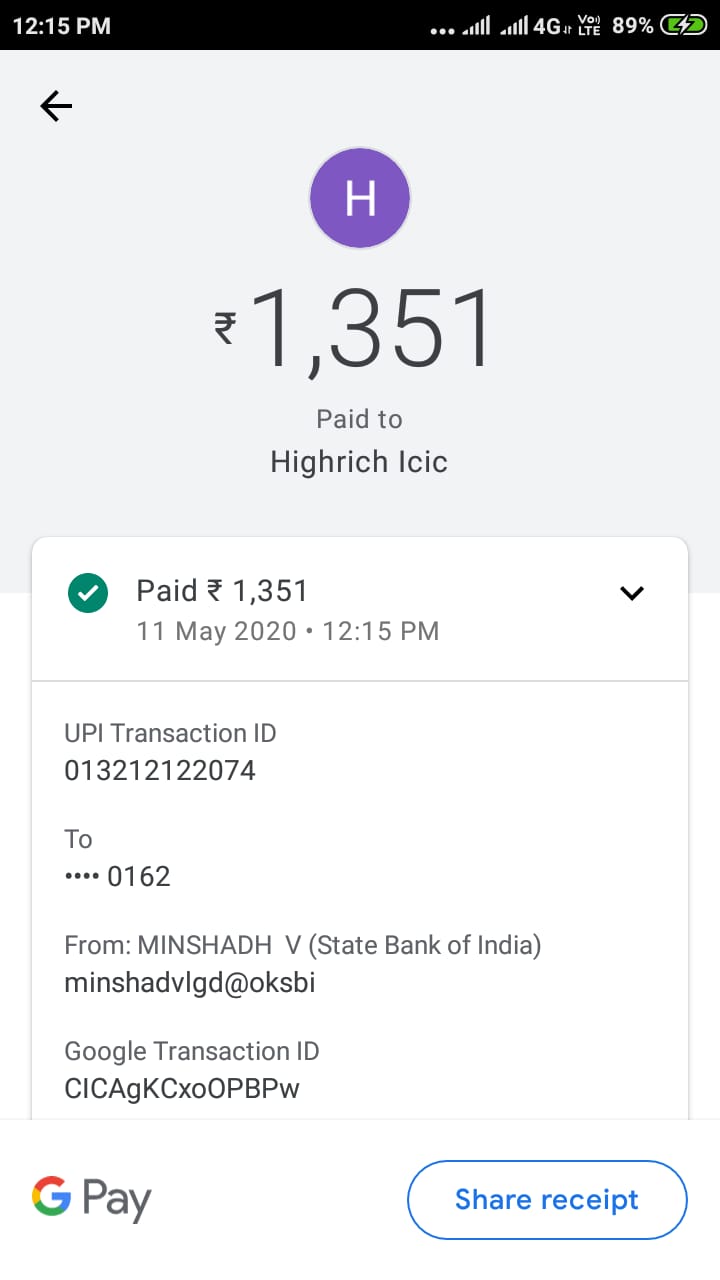 12:15 PM
4G Vo)) LTE 89%
H
₹1,351
Paid to
Highrich Icic
Paid ₹ 1,351
11 May 2020 • 12:15 PM
UPI Transaction ID
013212122074
To
•••• 0162
From: MINSHADH V (State Bank of India)
minshadvlgd@oksbi
Google Transaction ID
CICAgKCxoOPBPw
G Pay
Share receipt